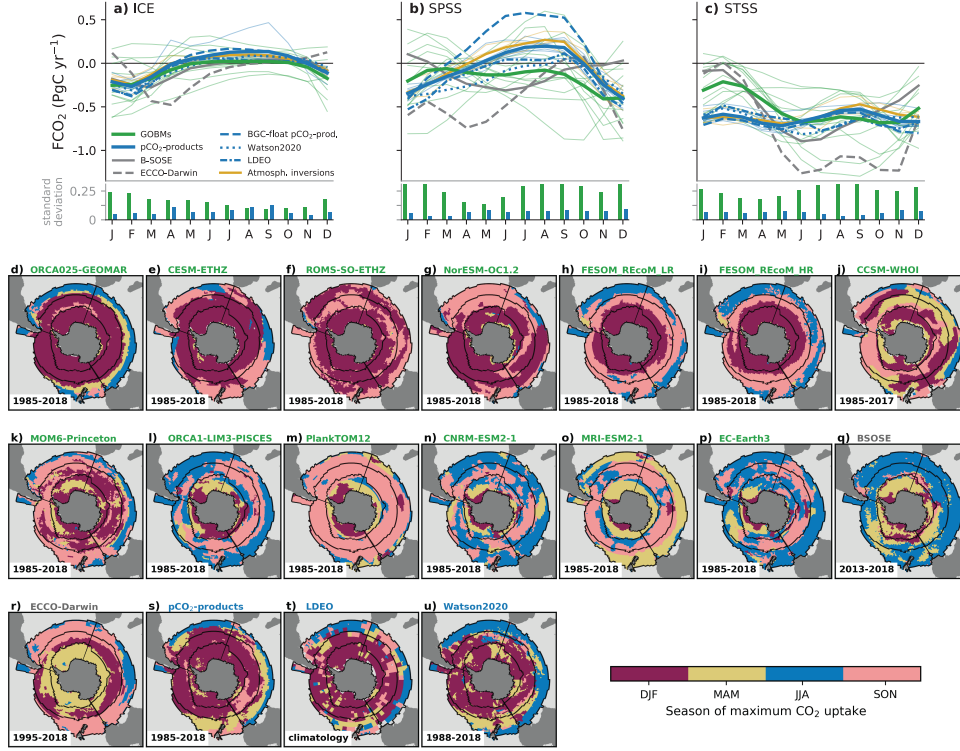 a) ICE
b) SPSS
c) STSS
FCO2 (PgC yr−1)
0.5
0.0
−0.5
−1.0
GOBMs
pCO2-products
B-SOSE
ECCO-Darwin
BGC-float pCO2-prod.
Watson2020
LDEO
Atmosph. inversions
standard
deviation
0.25
0
J F M A M J J A S O N D
J F M A M J J A S O N D
J F M A M J J A S O N D
d) ORCA025-GEOMAR
e) CESM-ETHZ
f) ROMS-SO-ETHZ
g) NorESM-OC1.2
h) FESOM_REcoM_LR
i) FESOM_REcoM_HR
j) CCSM-WHOI
1985-2018
1985-2018
1985-2018
1985-2018
1985-2018
1985-2018
1985-2017
k) MOM6-Princeton
l) ORCA1-LIM3-PISCES
m) PlankTOM12
n) CNRM-ESM2-1
o) MRI-ESM2-1
p) EC-Earth3
q) BSOSE
1985-2018
1985-2018
1985-2018
1985-2018
1985-2018
1985-2018
2013-2018
r) ECCO-Darwin
s) pCO2-products
t) LDEO
u) Watson2020
1995-2018
1985-2018
climatology
1988-2018
DJF
MAM
JJA
SON
Season of maximum CO2 uptake